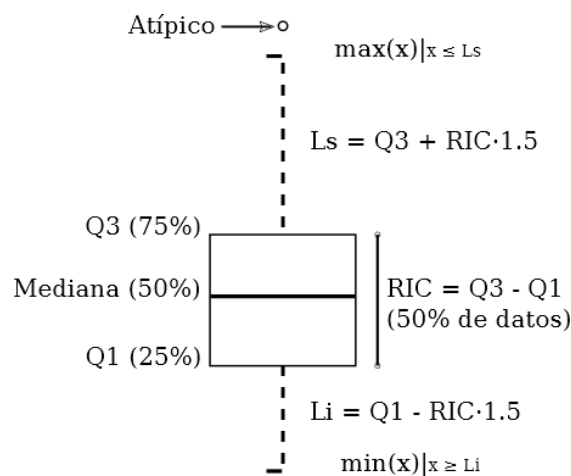 Atípico
max(x)|x ≤ Ls
Ls = Q3 + RIC·1.5
Q3 (75%)
Mediana (50%)
RIC = Q3 - Q1
(50% de datos)
Q1 (25%)
Li = Q1 - RIC·1.5
min(x)|x ≥ Li